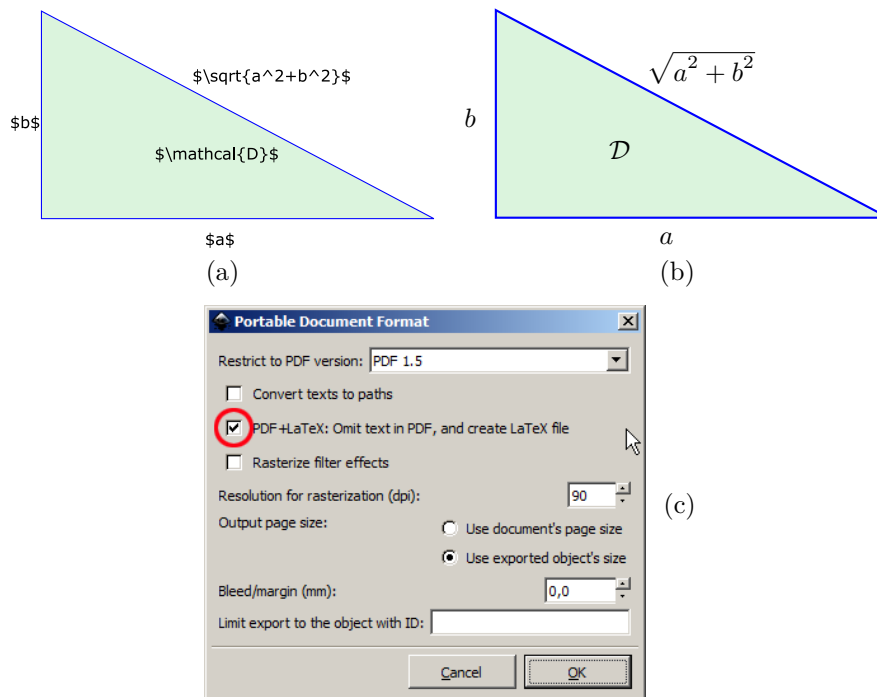 $\sqrt{a^2+b^2}$
$b$
$\mathcal{D}$
$a$
(a)
√a² + b²
b
𝒟
a
(b)
Portable Document Format
Restrict to PDF version: PDF 1.5
Convert texts to paths
PDF+LaTeX: Omit text in PDF, and create LaTeX file
Rasterize filter effects
Resolution for rasterization (dpi): 90
Output page size: Use document's page size
Use exported object's size
Bleed/margin (mm): 0,0
Limit export to the object with ID:
Cancel OK
(c)